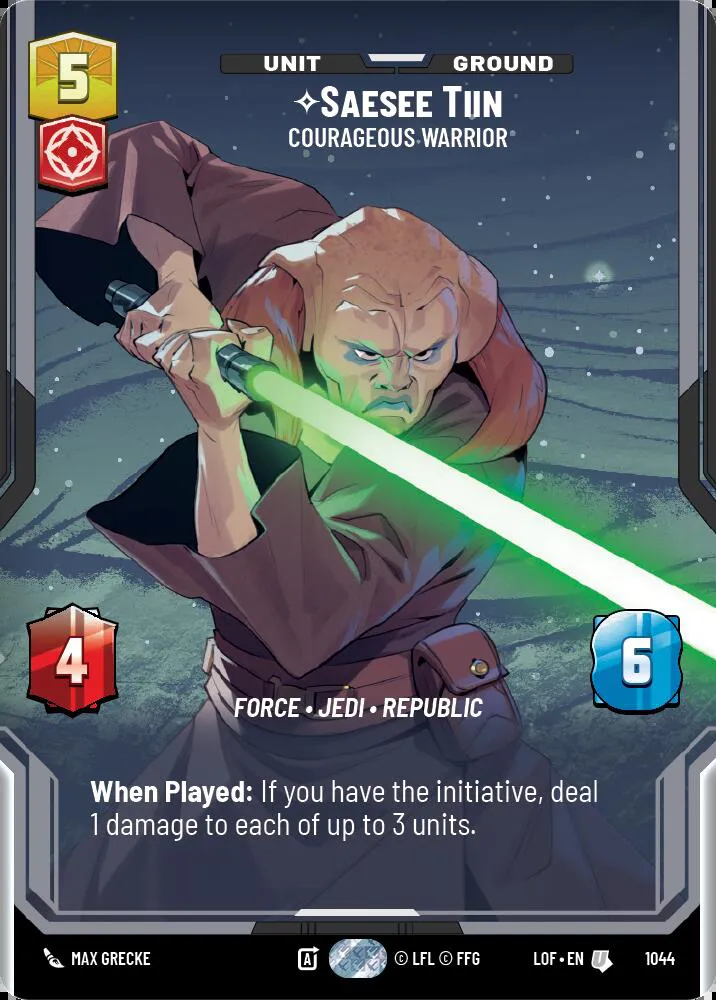 5
UNIT GROUND
SAESEE TIIN
COURAGEOUS WARRIOR
4
6
FORCE • JEDI • REPUBLIC
When Played: If you have the initiative, deal
1 damage to each of up to 3 units.
MAX GRECKE A © LFL © FFG LOF • EN U 1044